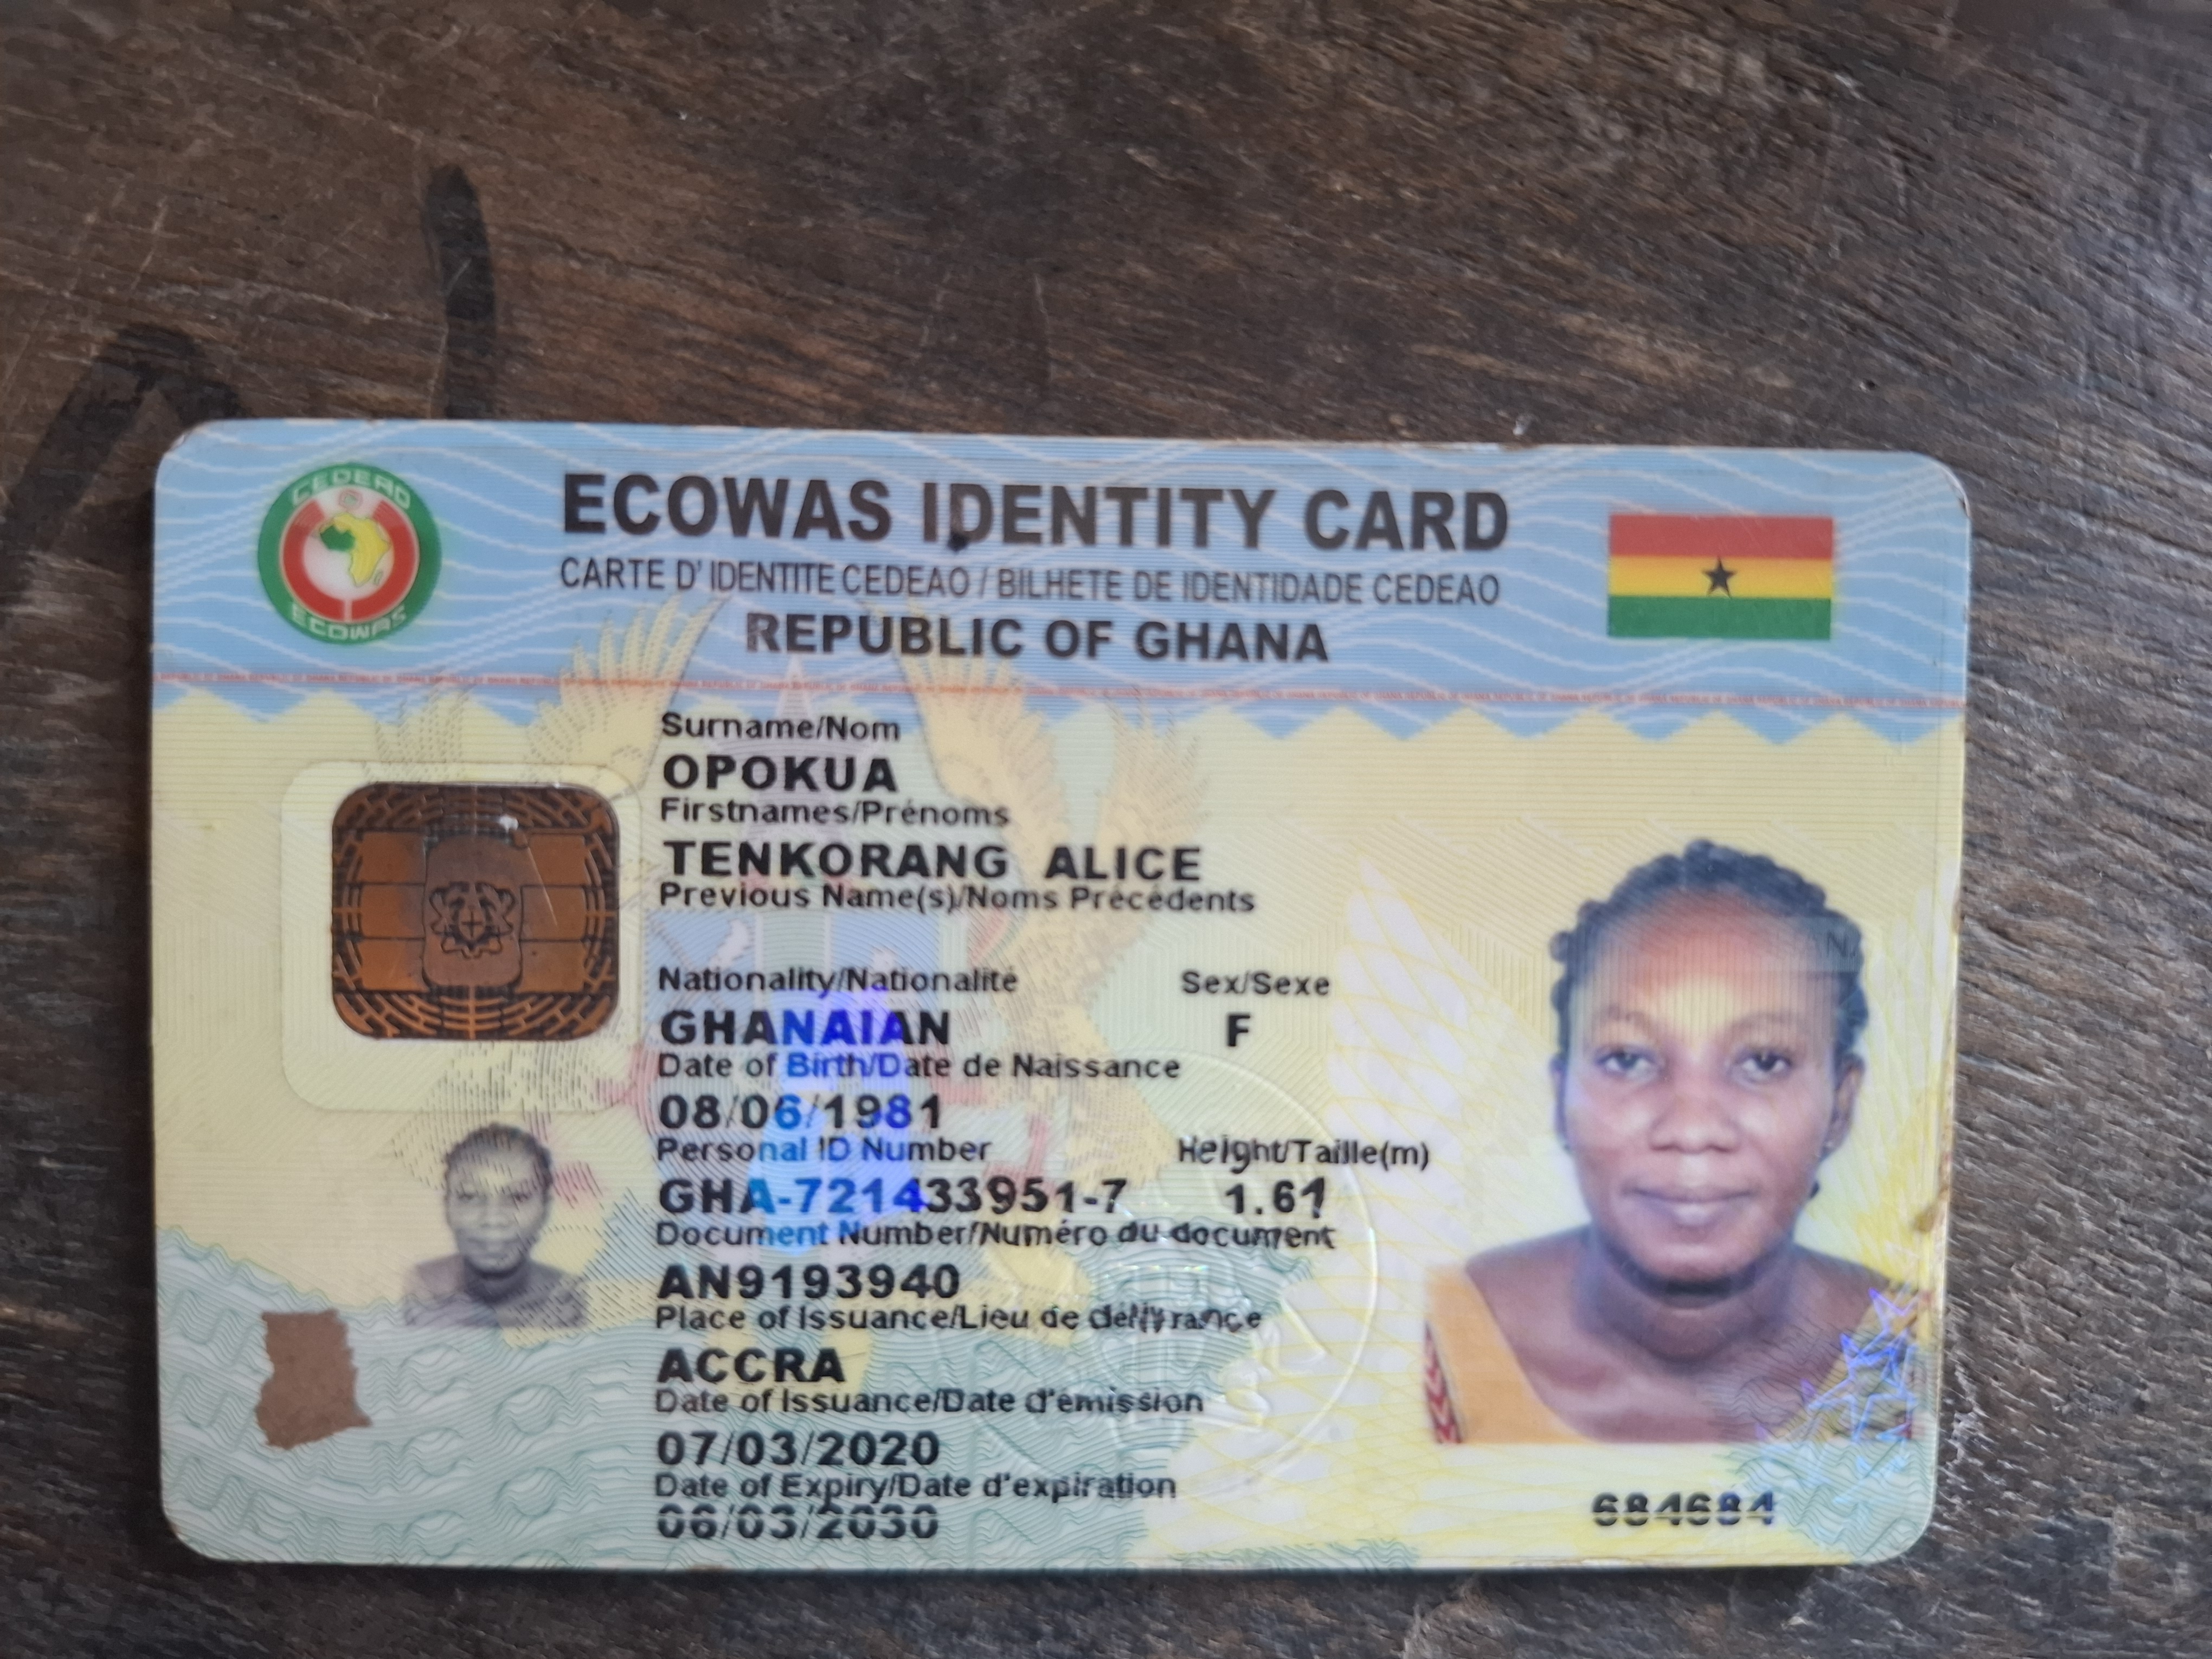 CEDEAO
ECOWAS
ECOWAS IDENTITY CARD
CARTE D'IDENTITE CEDEAO / BILHETE DE IDENTIDADE CEDEAO
REPUBLIC OF GHANA
Surname/Nom
OPOKUA
Firstnames/Prénoms
TENKORANG ALICE
Previous Name(s)/Noms Précédents
Nationality/Nationalité Sex/Sexe
GHANAIAN F
Date of Birth/Date de Naissance
08/06/1981
Personal ID Number Height/Taille(m)
GHA-721433951-7 1.61
Document Number/Numéro du document
AN9193940
Place of Issuance/Lieu de délivrance
ACCRA
Date of Issuance/Date d'émission
07/03/2020
Date of Expiry/Date d'expiration
06/03/2030